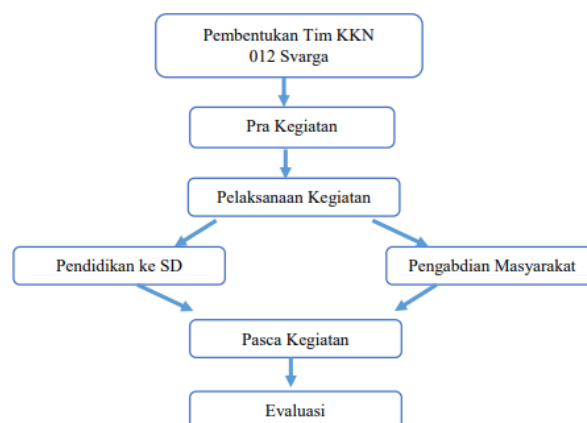 Pembentukan Tim KKN
012 Svarga
Pra Kegiatan
Pelaksanaan Kegiatan
Pendidikan ke SD
Pengabdian Masyarakat
Pasca Kegiatan
Evaluasi